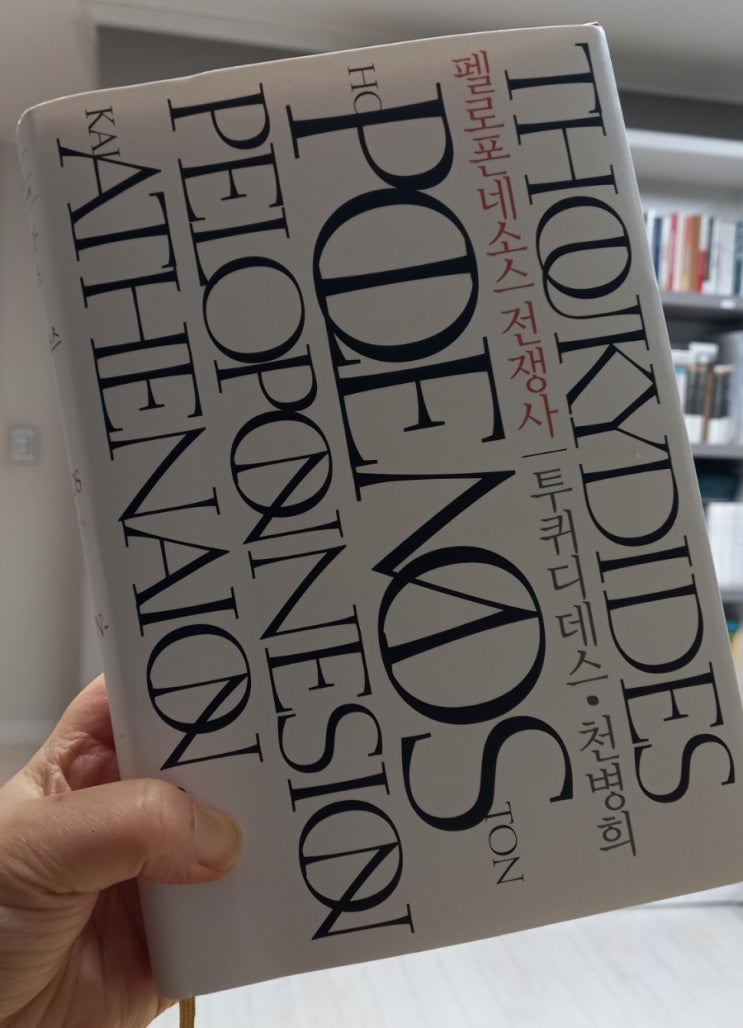 THOUKYDIDES
펠로폰네소스 전쟁사 | 투퀴디데스 • 천병희
HO
POLEMOS
TON
PELOPONNESION
KAI
ATHENAION